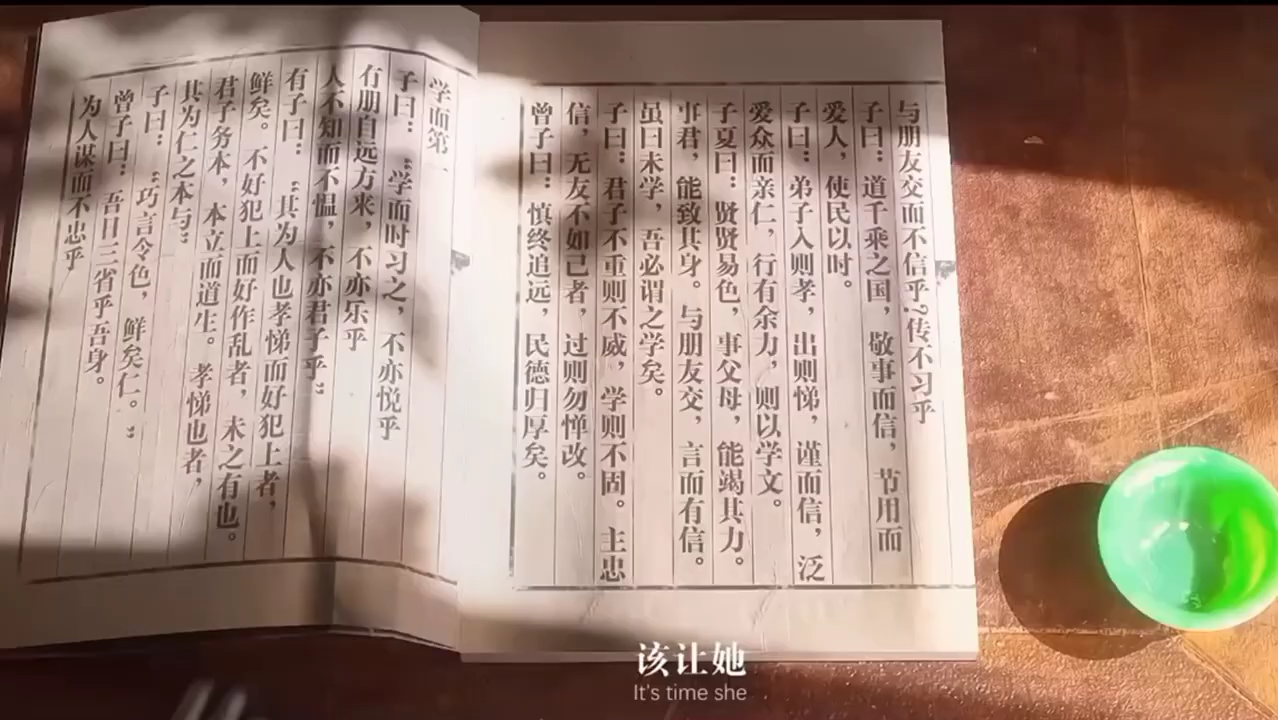 学而第一
子曰：“学而时习之，不亦悦乎
有朋自远方来，不亦乐乎
人不知而不愠，不亦君子乎”
有子曰：“其为人也孝悌而好犯上者，
鲜矣。不好犯上而好作乱者，未之有也。
君子务本，本立而道生。孝悌也者，
其为仁之本与”
子曰：“巧言令色，鲜矣仁。”
曾子曰：吾日三省乎吾身。
为人谋而不忠乎
与朋友交而不信乎?传不习乎
子曰：道千乘之国，敬事而信，节用而
爱人，使民以时。
子曰：弟子入则孝，出则悌，谨而信，泛
爱众而亲仁，行有余力，则以学文。
子夏曰：贤贤易色，事父母，能竭其力。
事君，能致其身。与朋友交，言而有信。
虽曰未学，吾必谓之学矣。
子曰：君子不重则不威，学则不固。主忠
信，无友不如己者，过则勿惮改。
曾子曰：慎终追远，民德归厚矣。
该让她
It's time she